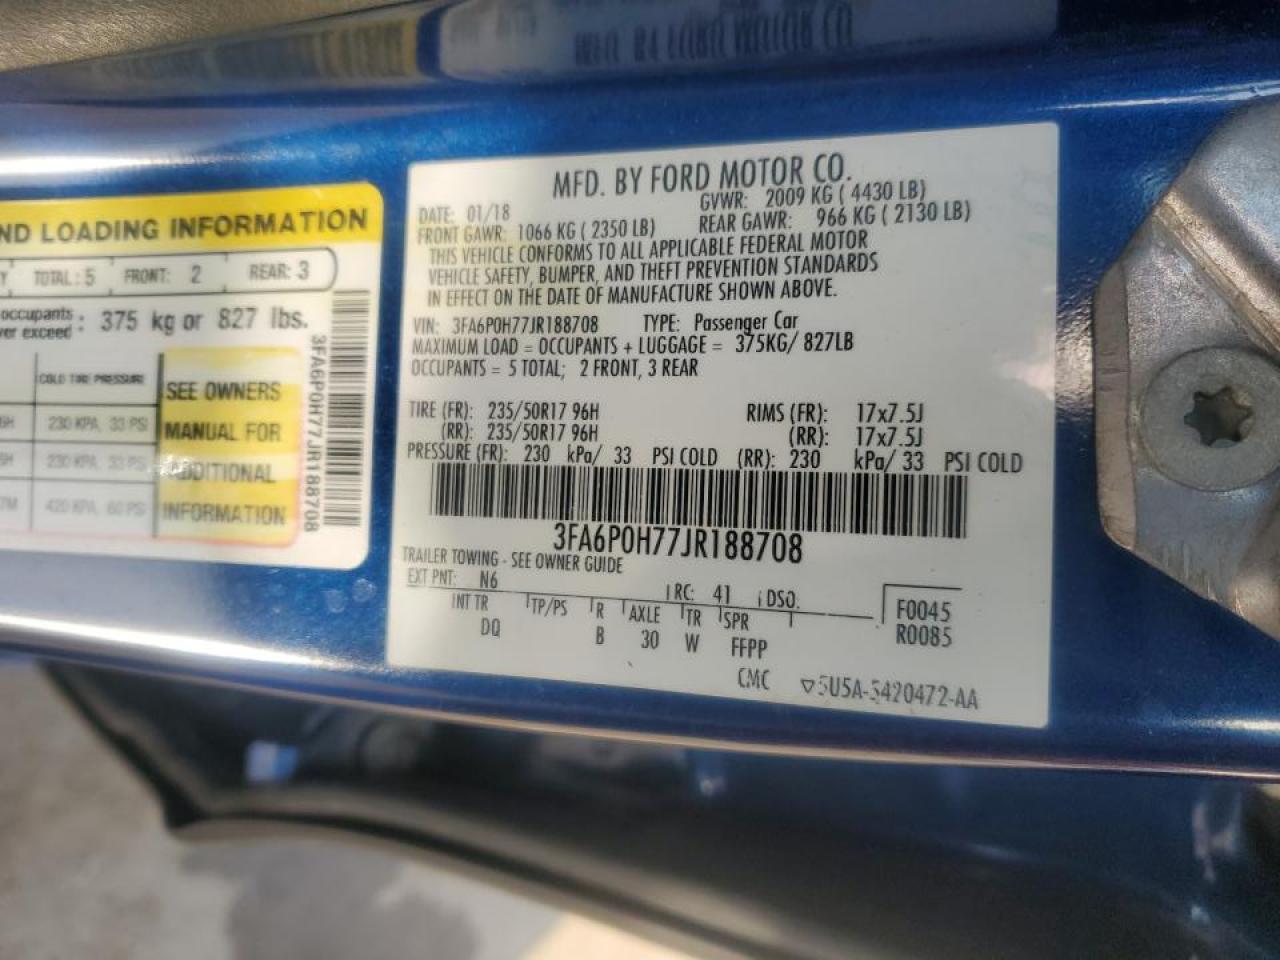 ND LOADING INFORMATION
Y TOTAL: 5 FRONT: 2 REAR: 3
occupants
ver exceed : 375 kg or 827 lbs.
COLD TIRE PRESSURE
230 KPA, 33 PSI
230 KPA, 33 PSI
420 KPA, 60 PSI
SEE OWNERS
MANUAL FOR
ADDITIONAL
INFORMATION
3FA6P0H77JR188708
MFD. BY FORD MOTOR CO.
DATE: 01/18 GVWR: 2009 KG ( 4430 LB)
FRONT GAWR: 1066 KG ( 2350 LB) REAR GAWR: 966 KG ( 2130 LB)
THIS VEHICLE CONFORMS TO ALL APPLICABLE FEDERAL MOTOR
VEHICLE SAFETY, BUMPER, AND THEFT PREVENTION STANDARDS
IN EFFECT ON THE DATE OF MANUFACTURE SHOWN ABOVE.
VIN: 3FA6P0H77JR188708 TYPE: Passenger Car
MAXIMUM LOAD = OCCUPANTS + LUGGAGE = 375KG/ 827LB
OCCUPANTS = 5 TOTAL; 2 FRONT, 3 REAR
TIRE (FR): 235/50R17 96H RIMS (FR): 17x7.5J
(RR): 235/50R17 96H (RR): 17x7.5J
PRESSURE (FR): 230 kPa/ 33 PSI COLD (RR): 230 kPa/ 33 PSI COLD
3FA6P0H77JR188708
TRAILER TOWING - SEE OWNER GUIDE
EXT PNT: N6 RC: 41 DSO:
INT TR TP/PS R AXLE TR SPR F0045
DQ B 30 W FFPP R0085
CMC ▽5U5A-5420472-AA